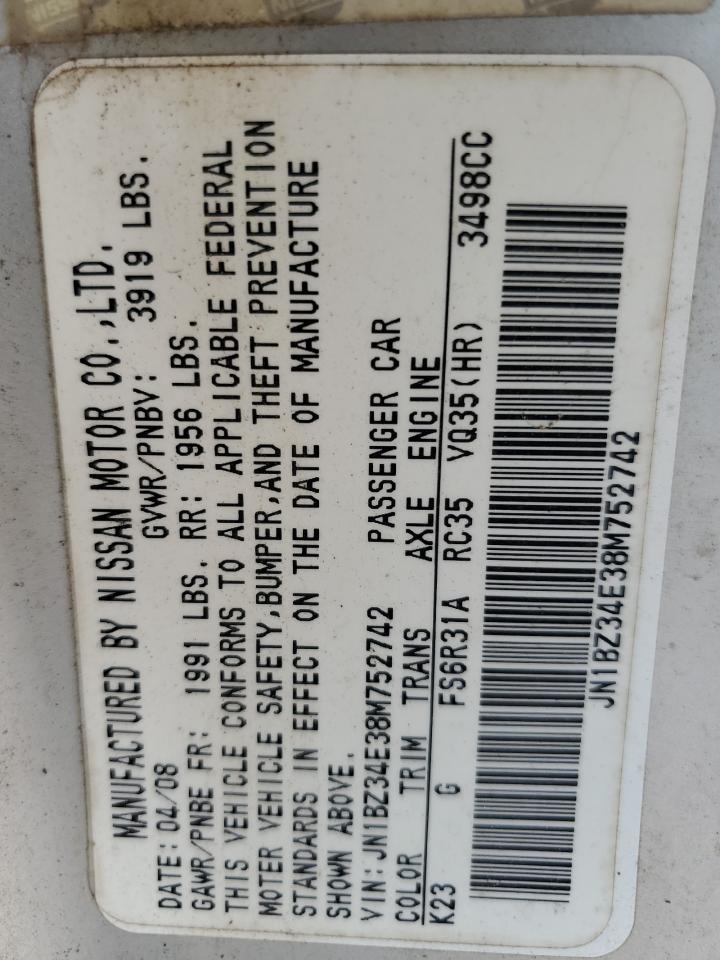 MANUFACTURED BY NISSAN MOTOR CO.,LTD.
DATE: 04/08 GVWR/PNBV: 3919 LBS.
GAWR/PNBE FR: 1991 LBS. RR: 1956 LBS.
THIS VEHICLE CONFORMS TO ALL APPLICABLE FEDERAL
MOTER VEHICLE SAFETY,BUMPER,AND THEFT PREVENTION
STANDARDS IN EFFECT ON THE DATE OF MANUFACTURE
SHOWN ABOVE.
VIN:JN1BZ34E38M752742 PASSENGER CAR
COLOR TRIM TRANS AXLE ENGINE
K23 G FS6R31A RC35 VQ35(HR) 3498CC
JN1BZ34E38M752742